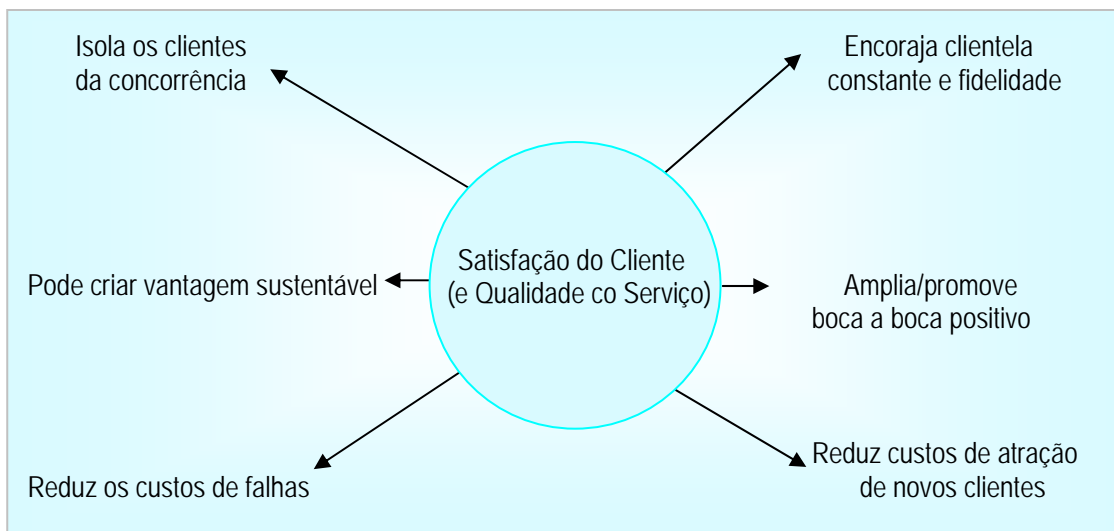 Isola os clientes
da concorrência
Encoraja clientela
constante e fidelidade
Satisfação do Cliente
(e Qualidade co Serviço)
Pode criar vantagem sustentável
Amplia/promove
boca a boca positivo
Reduz os custos de falhas
Reduz custos de atração
de novos clientes